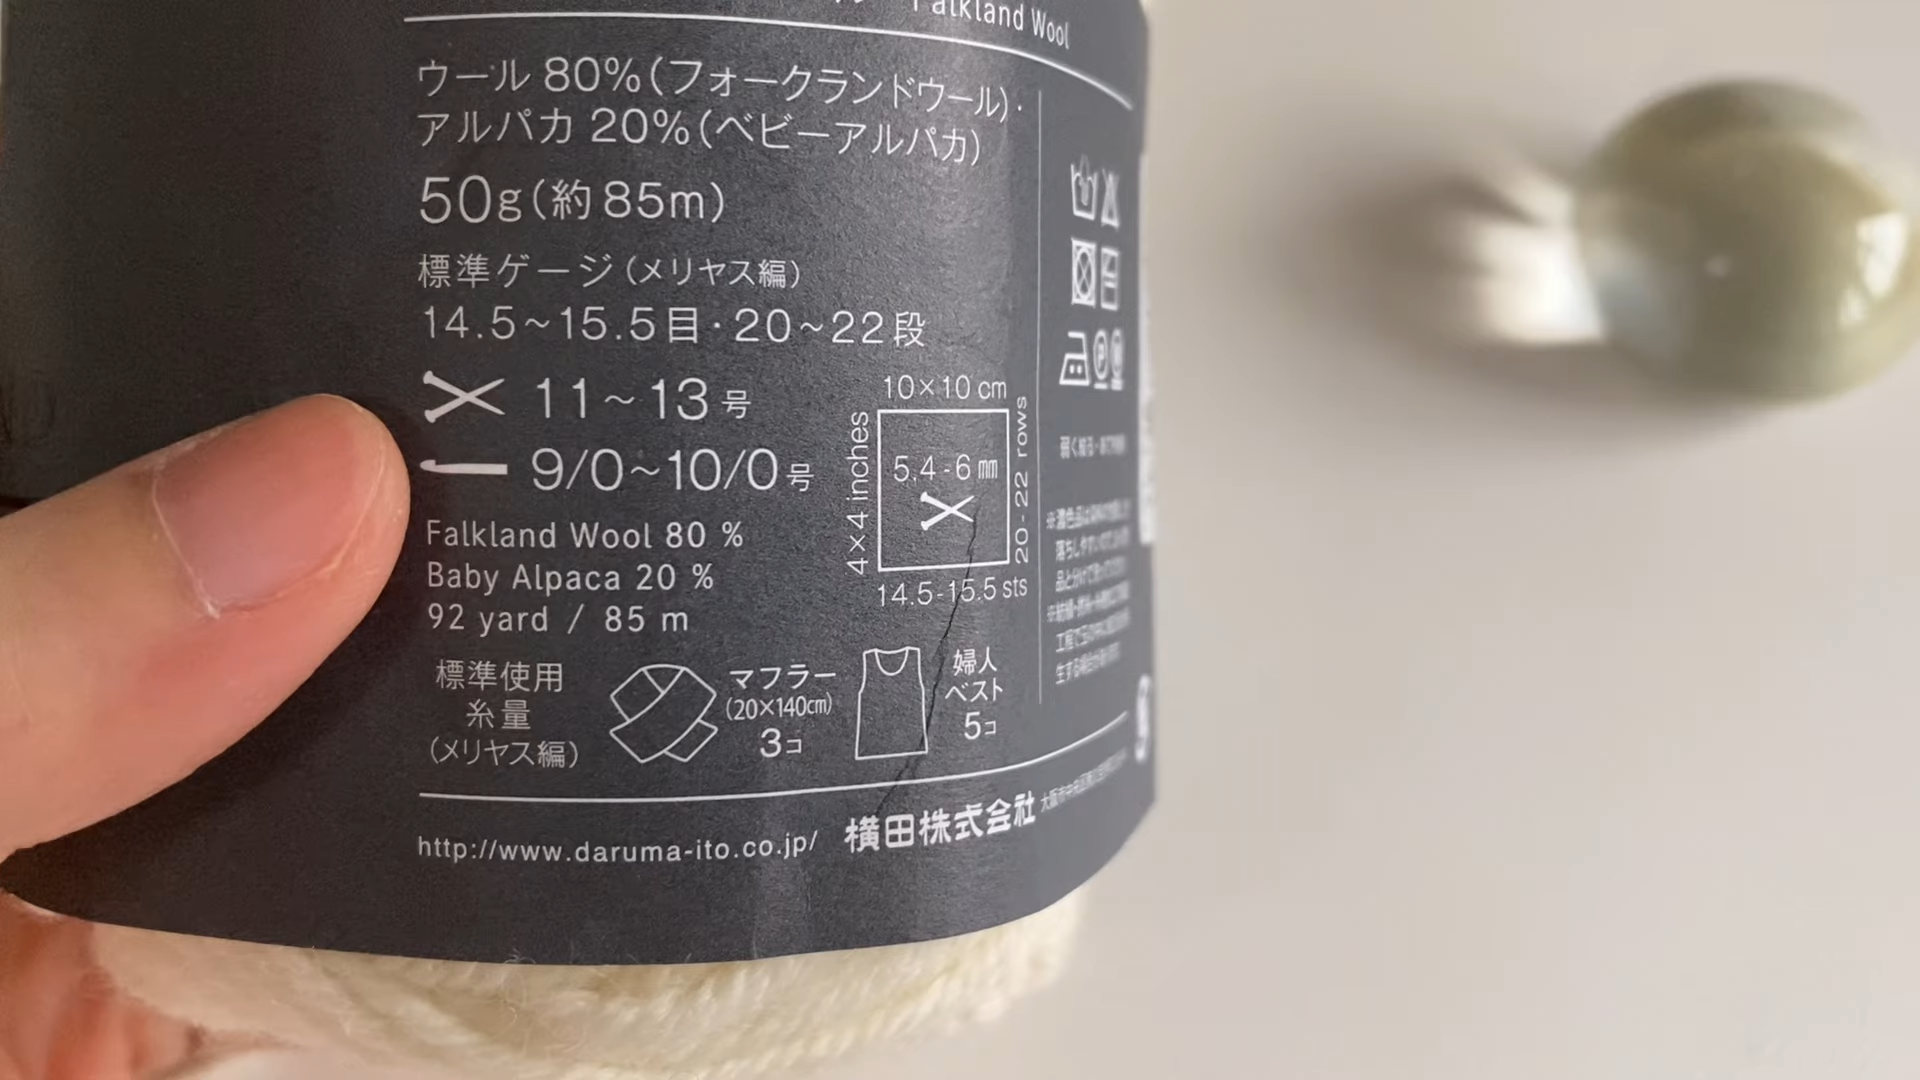 Falkland Wool
ウール 80%(フォークランドウール)・
アルパカ 20%(ベビーアルパカ)
50g(約85m)
標準ゲージ(メリヤス編)
14.5~15.5目・20~22段
11~13号
9/0~10/0号
10×10 cm
4×4 inches
5.4-6 mm
20-22 rows
14.5-15.5 sts
Falkland Wool 80 %
Baby Alpaca 20 %
92 yard / 85 m
標準使用
糸量
(メリヤス編)
マフラー
(20×140cm)
3コ
婦人
ベスト
5コ
http://www.daruma-ito.co.jp/ 横田株式会社